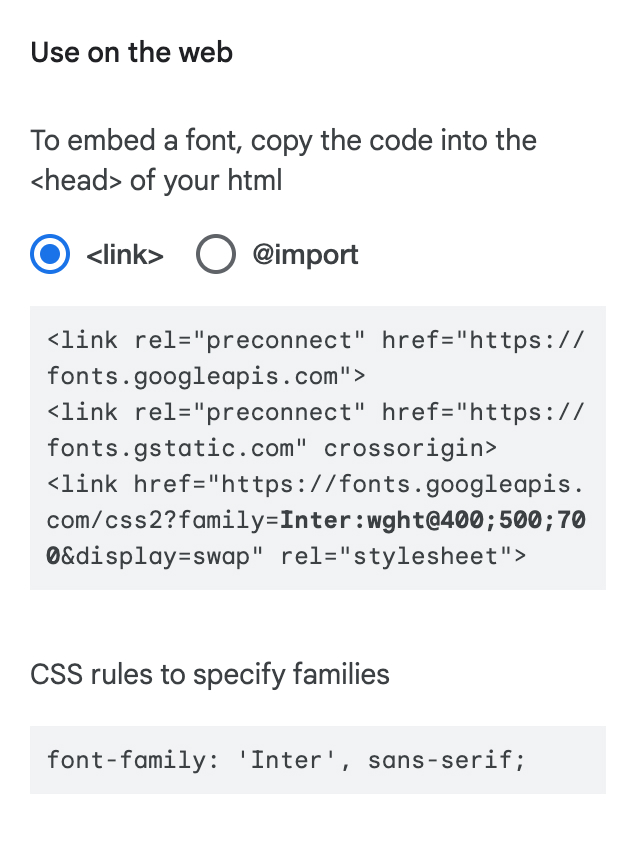 Use on the web
To embed a font, copy the code into the
<head> of your html
<link>
@import
<link rel="preconnect" href="https://
fonts.googleapis.com">
<link rel="preconnect" href="https://
fonts.gstatic.com" crossorigin>
<link href="https://fonts.googleapis.
com/css2?family=Inter:wght@400;500;70
0&display=swap" rel="stylesheet">
CSS rules to specify families
font-family: 'Inter', sans-serif;